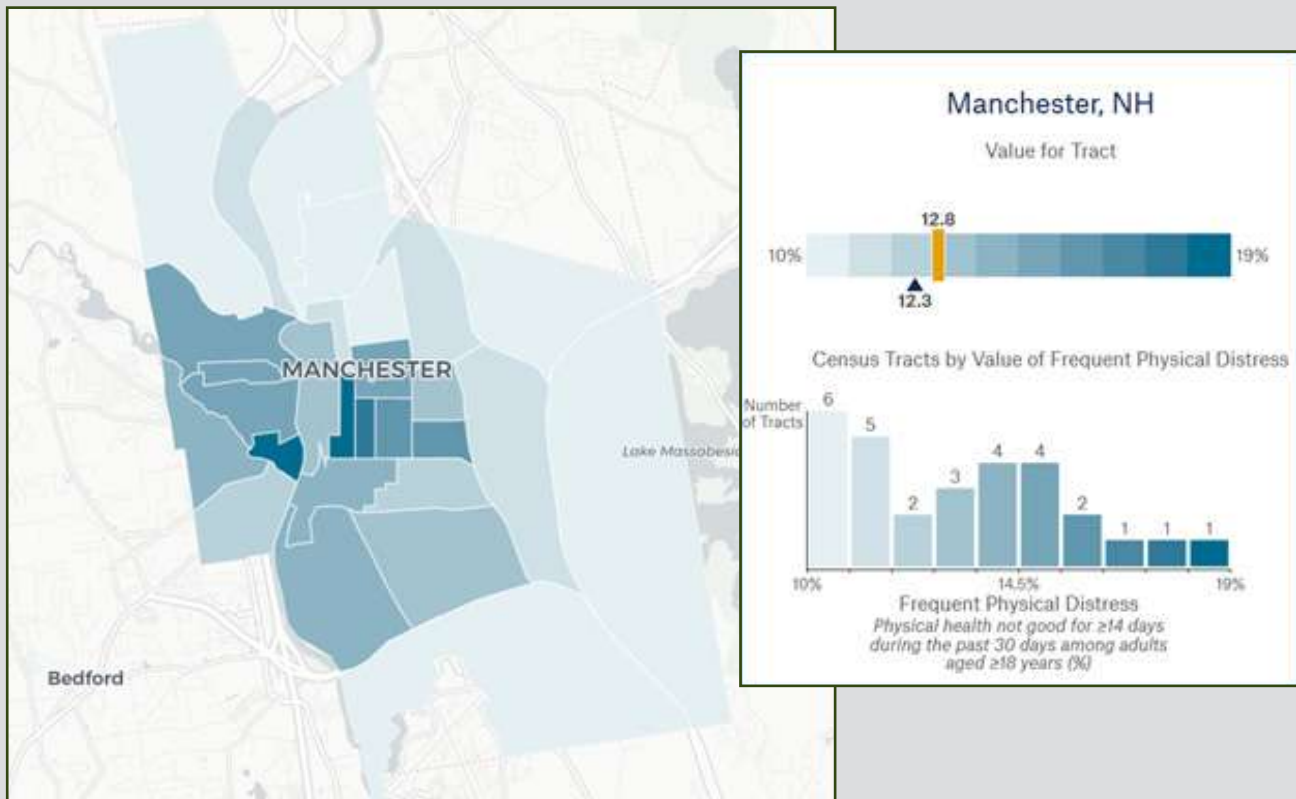 MANCHESTER
Lake Massabesic
Bedford
Manchester, NH
Value for Tract
12.8
10%
19%
12.3
Census Tracts by Value of Frequent Physical Distress
Number
of Tracts
6
5
2
3
4
4
2
1
1
1
10%
14.5%
19%
Frequent Physical Distress
Physical health not good for ≥14 days
during the past 30 days among adults
aged ≥18 years (%)